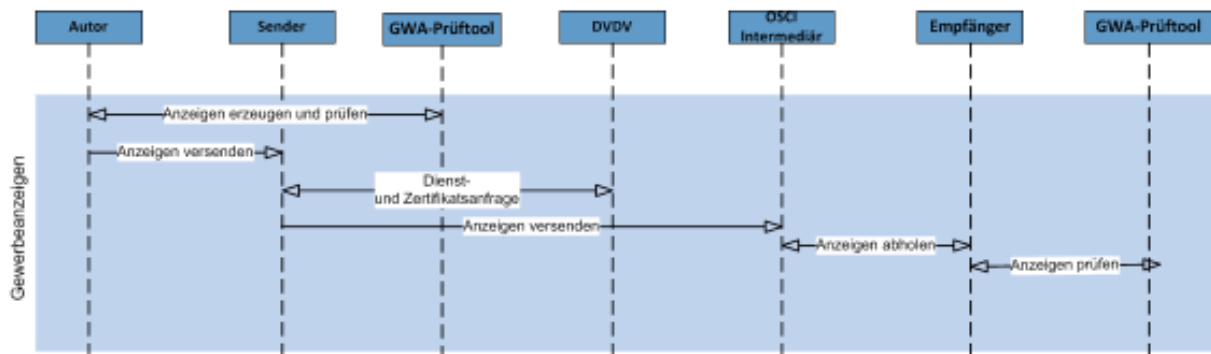 Autor
Sender
GWA-Prüftool
DVDV
OSCI
Intermediär
Empfänger
GWA-Prüftool
Gewerbeanzeigen
Anzeigen erzeugen und prüfen
Anzeigen versenden
Dienst-
und Zertifikatsanfrage
Anzeigen versenden
Anzeigen abholen
Anzeigen prüfen